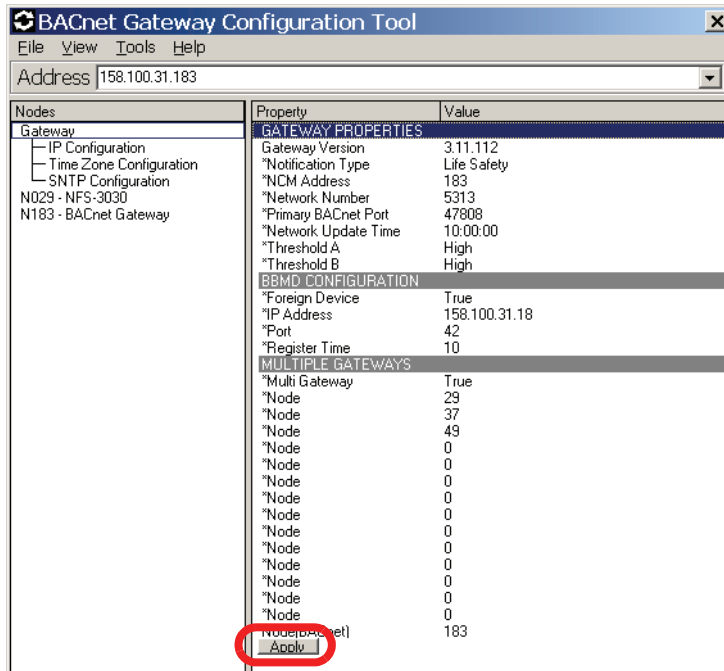 BACnet Gateway Configuration Tool
File View Tools Help
Address 158.100.31.183
Nodes
Gateway
IP Configuration
Time Zone Configuration
SNTP Configuration
N029 - NFS-3030
N183 - BACnet Gateway
Property Value
GATEWAY PROPERTIES
Gateway Version 3.11.112
*Notification Type Life Safety
*NCM Address 183
*Network Number 5313
*Primary BACnet Port 47808
*Network Update Time 10:00:00
*Threshold A High
*Threshold B High
BBMD CONFIGURATION
*Foreign Device True
*IP Address 158.100.31.18
*Port 42
*Register Time 10
MULTIPLE GATEWAYS
*Multi Gateway True
*Node 29
*Node 37
*Node 49
*Node 0
*Node 0
*Node 0
*Node 0
*Node 0
*Node 0
*Node 0
*Node 0
*Node 0
*Node 0
*Node 0
Node(BACnet) 183
Apply